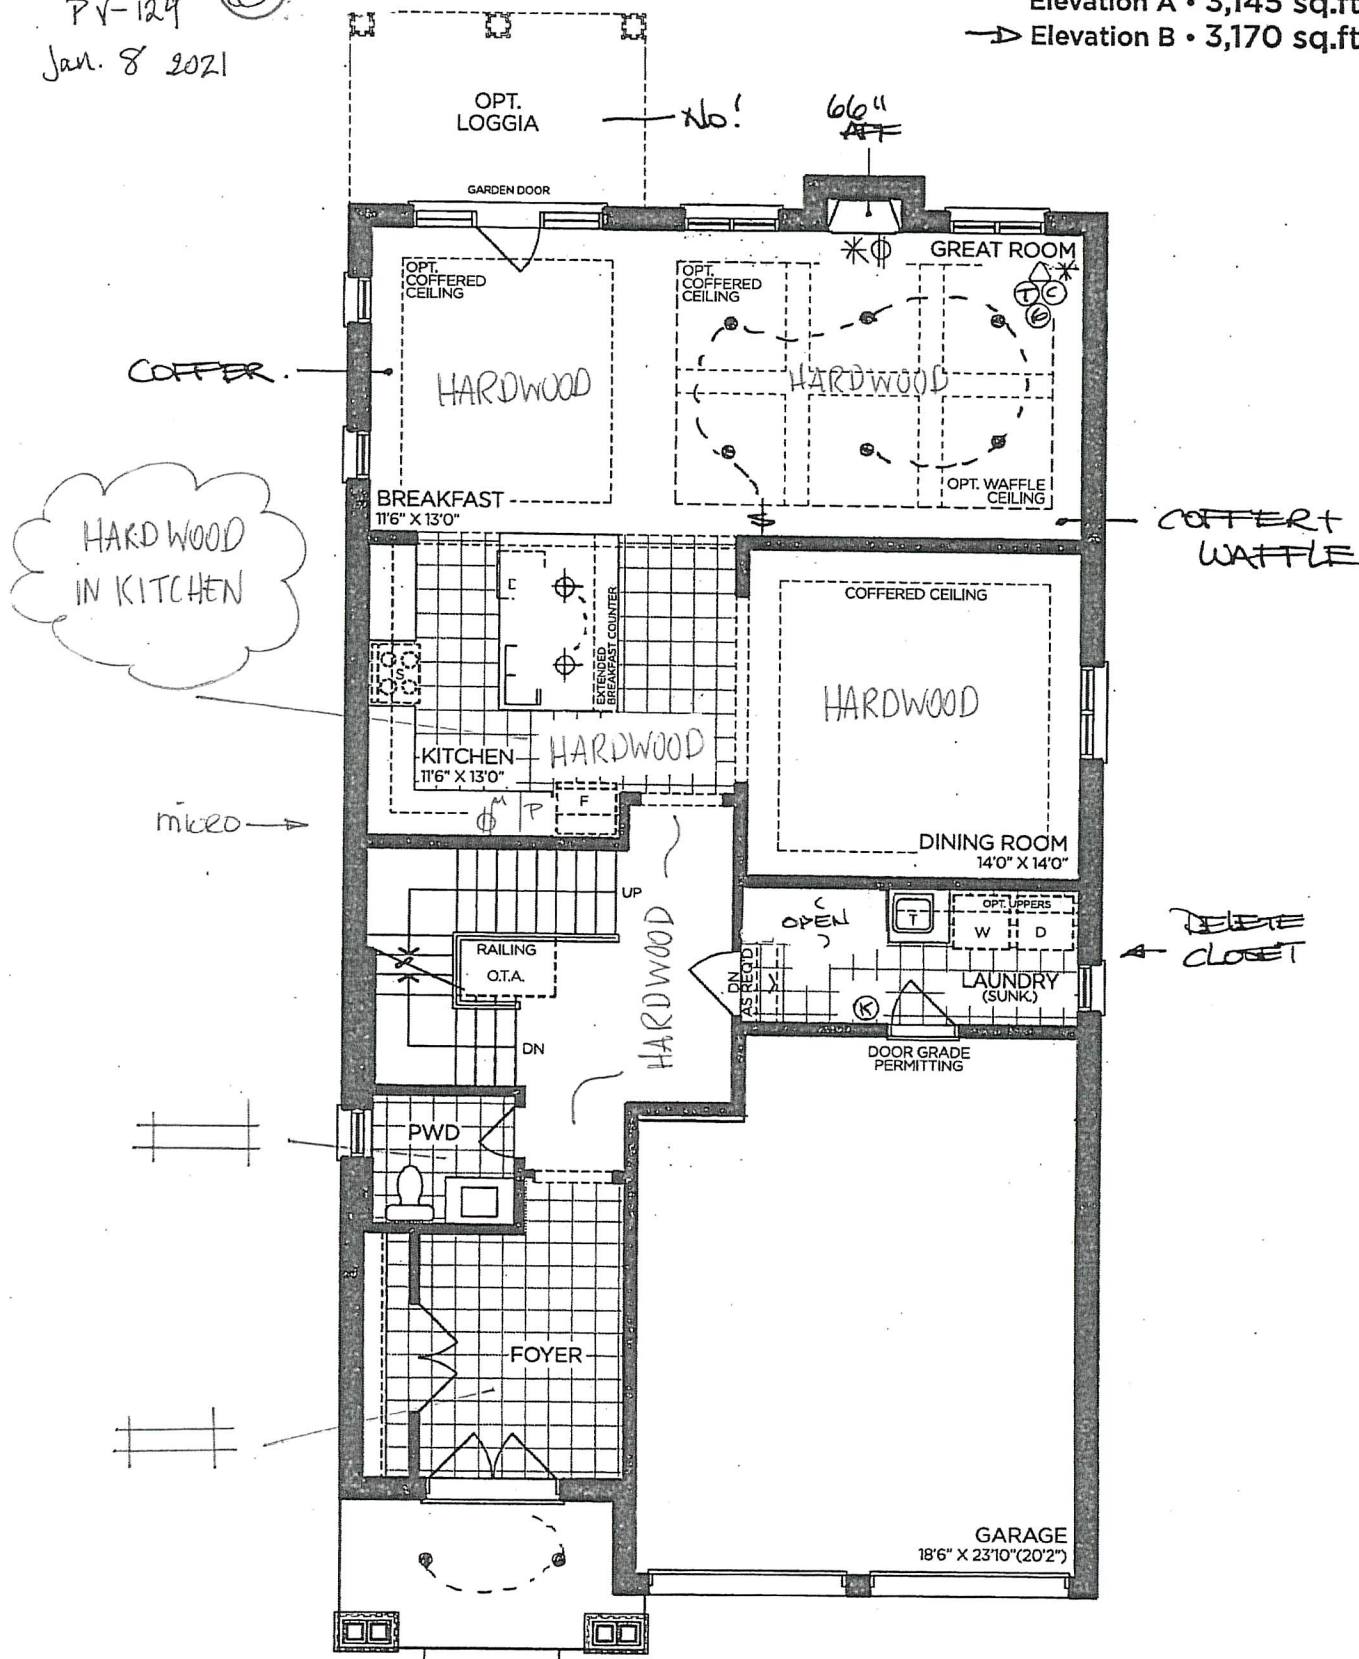 PV-129
Jan. 8 2021
Elevation A • 3,145 sq.ft
Elevation B • 3,170 sq.ft
OPT.
LOGGIA
No!
66"
AFF
GARDEN DOOR
GREAT ROOM
OPT.
COFFERED
CEILING
OPT.
COFFERED
CEILING
T C
6
COFFER.
HARDWOOD
HARDWOOD
OPT. WAFFLE
CEILING
BREAKFAST
11'6" X 13'0"
COFFER +
WAFFLE
HARDWOOD
IN KITCHEN
D
EXTENDED
BREAKFAST COUNTER
COFFERED CEILING
S
HARDWOOD
KITCHEN
11'6" X 13'0"
HARDWOOD
micro
M
P
F
DINING ROOM
14'0" X 14'0"
UP
OPEN
T
OPT. UPPERS
W
D
DELETE
CLOSET
RAILING
O.T.A.
HARDWOOD
DN
AS REQ'D
LAUNDRY
(SUNK.)
K
DN
DOOR GRADE
PERMITTING
PWD
FOYER
GARAGE
18'6" X 23'10"(20'2")